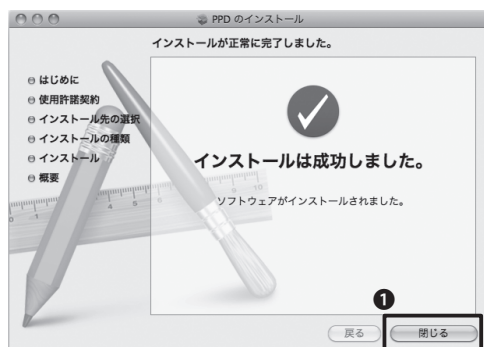 PPD のインストール
インストールが正常に完了しました。
はじめに
使用許諾契約
インストール先の選択
インストールの種類
インストール
概要
インストールは成功しました。
ソフトウェアがインストールされました。
1
戻る
閉じる